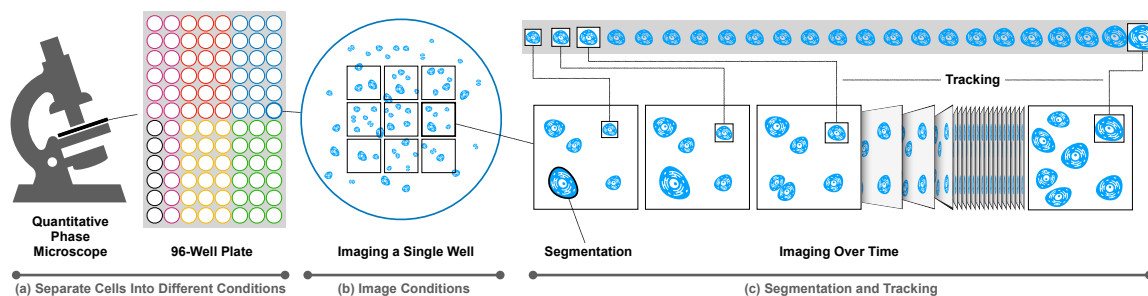 Tracking
Quantitative
Phase
Microscope
96-Well Plate
Imaging a Single Well
Segmentation
Imaging Over Time
(a) Separate Cells Into Different Conditions
(b) Image Conditions
(c) Segmentation and Tracking